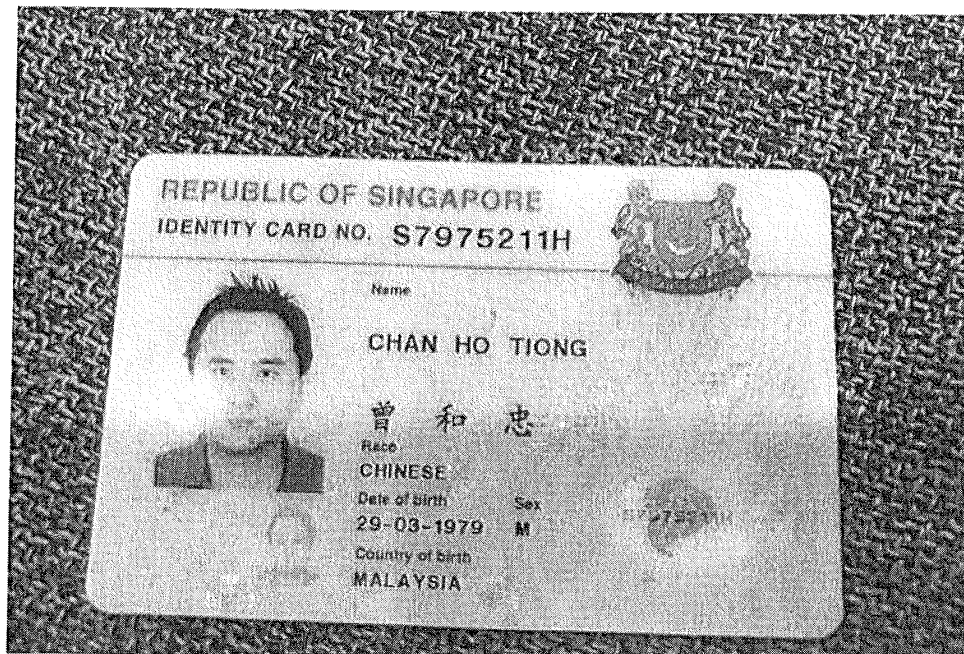 REPUBLIC OF SINGAPORE
IDENTITY CARD NO. S7975211H
Name
CHAN HO TIONG
曾 和 忠
Race
CHINESE
Date of birth Sex
29-03-1979 M
S7975211H
Country of birth
MALAYSIA